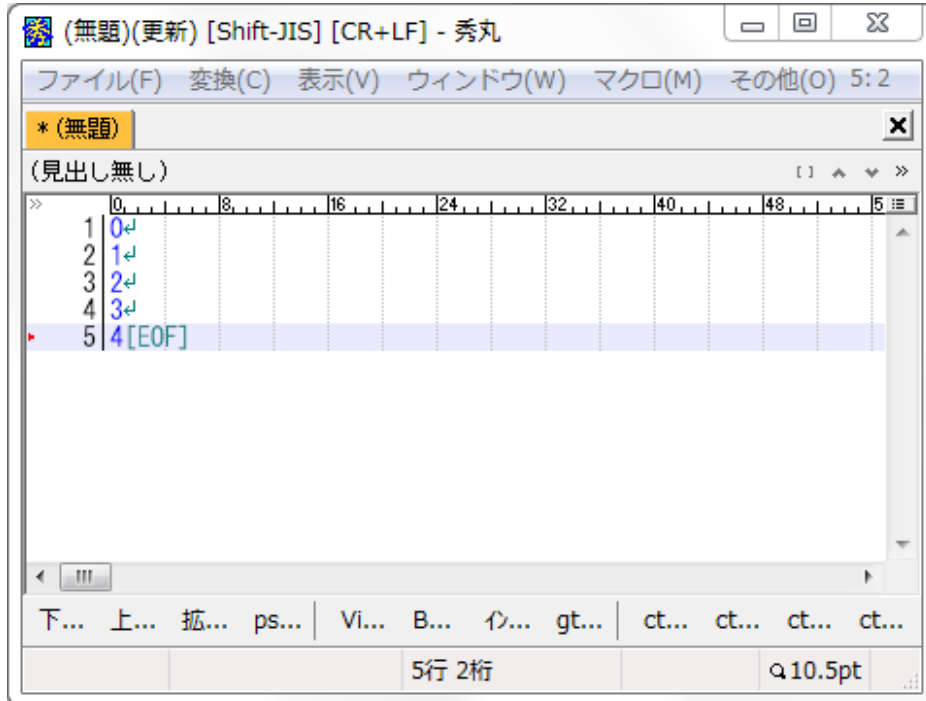 (無題)(更新) [Shift-JIS] [CR+LF] - 秀丸
ファイル(F) 変換(C) 表示(V) ウィンドウ(W) マクロ(M) その他(O) 5: 2
* (無題)
(見出し無し)
0 8 16 24 32 40 48 5
1 0
2 1
3 2
4 3
5 4[EOF]
下... 上... 拡... ps... Vi... B... イン... gt... ct... ct... ct... ct...
5行 2桁 10.5pt